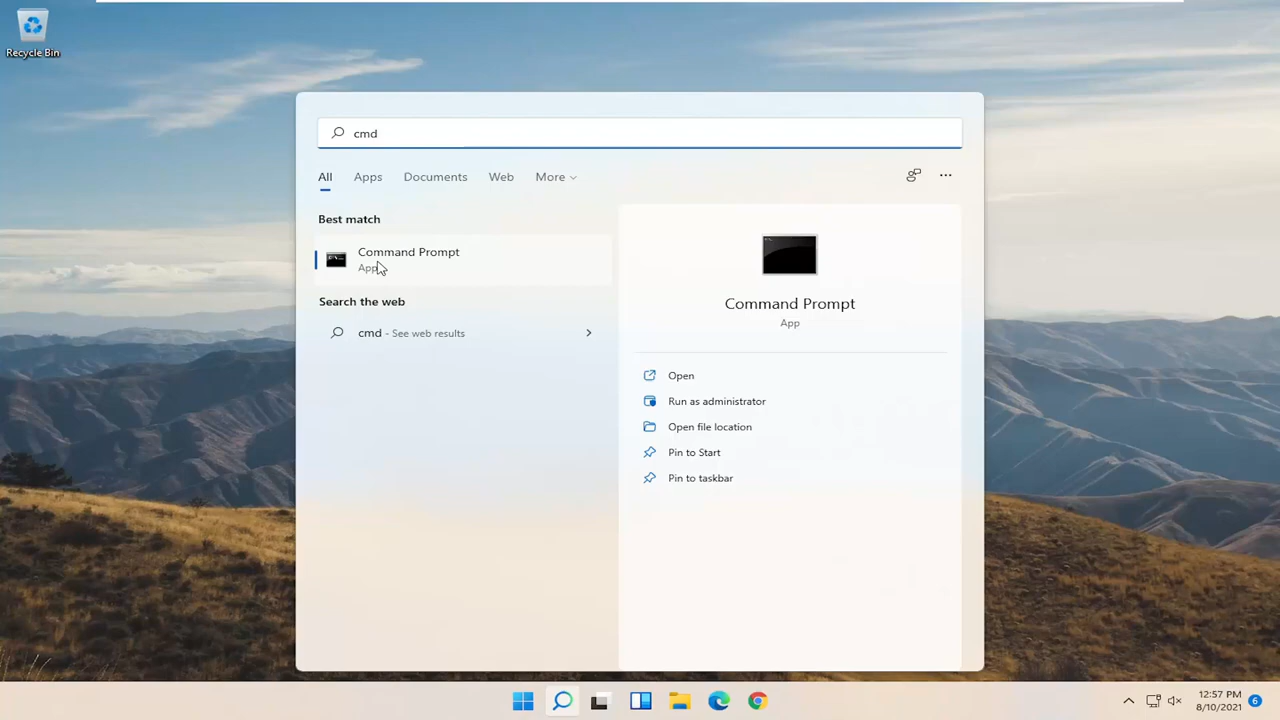 Recycle Bin
cmd
All Apps Documents Web More
Best match
Command Prompt
App
Search the web
cmd - See web results
Command Prompt
App
Open
Run as administrator
Open file location
Pin to Start
Pin to taskbar
12:57 PM
8/10/2021
6